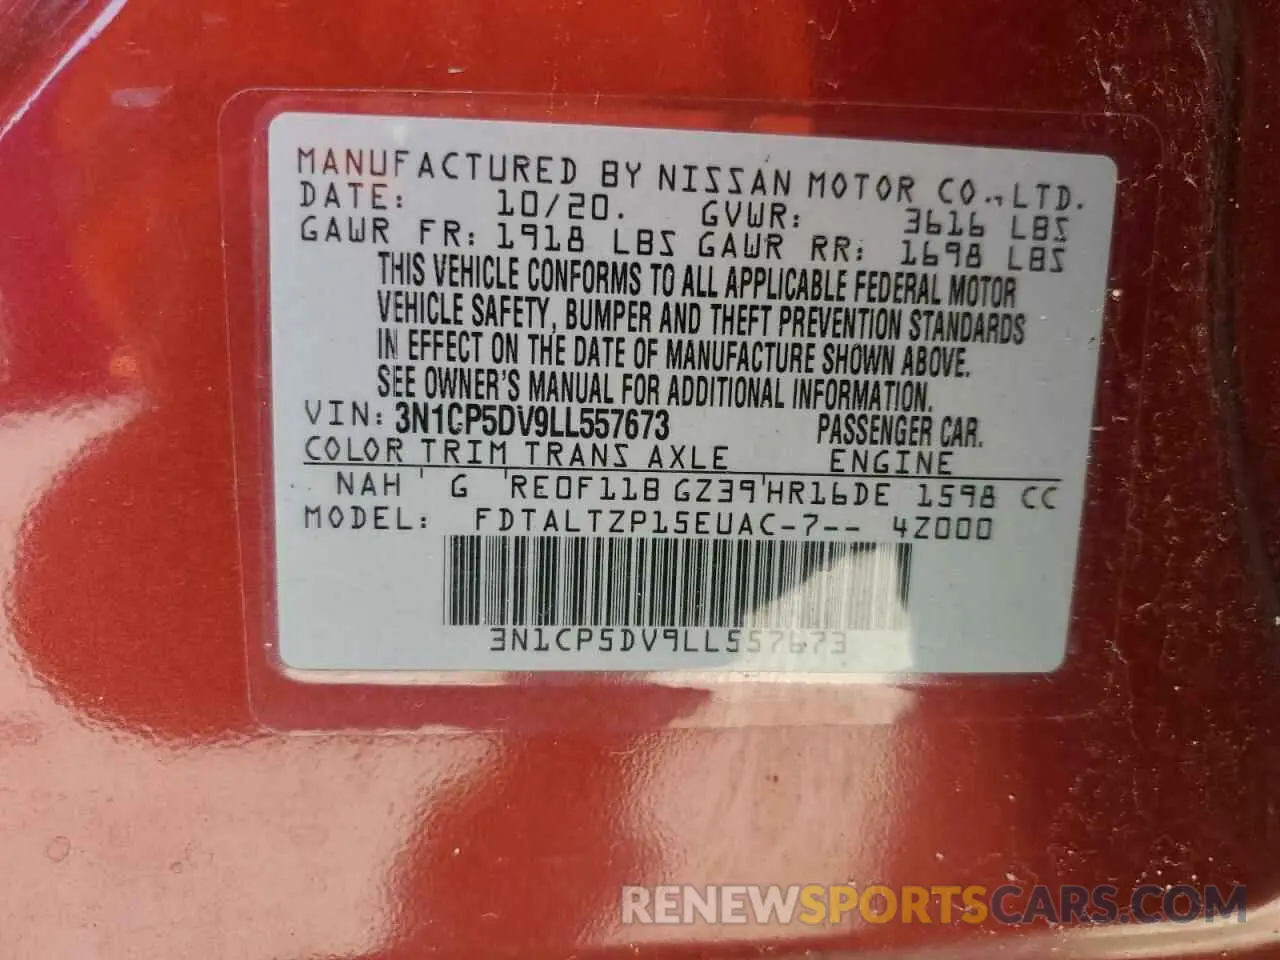 MANUFACTURED BY NISSAN MOTOR CO., LTD.
DATE: 10/20. GVWR: 3616 LBS
GAWR FR: 1918 LBS GAWR RR: 1698 LBS
THIS VEHICLE CONFORMS TO ALL APPLICABLE FEDERAL MOTOR
VEHICLE SAFETY, BUMPER AND THEFT PREVENTION STANDARDS
IN EFFECT ON THE DATE OF MANUFACTURE SHOWN ABOVE.
SEE OWNER'S MANUAL FOR ADDITIONAL INFORMATION.
VIN: 3N1CP5DV9LL557673 PASSENGER CAR.
COLOR TRIM TRANS AXLE ENGINE
NAH G RE0F11B GZ39 HR16DE 1598 CC
MODEL: FDTALTZP15EUAC-7-- 4Z000
3N1CP5DV9LL557673
RENEWSPORTSCARS.COM